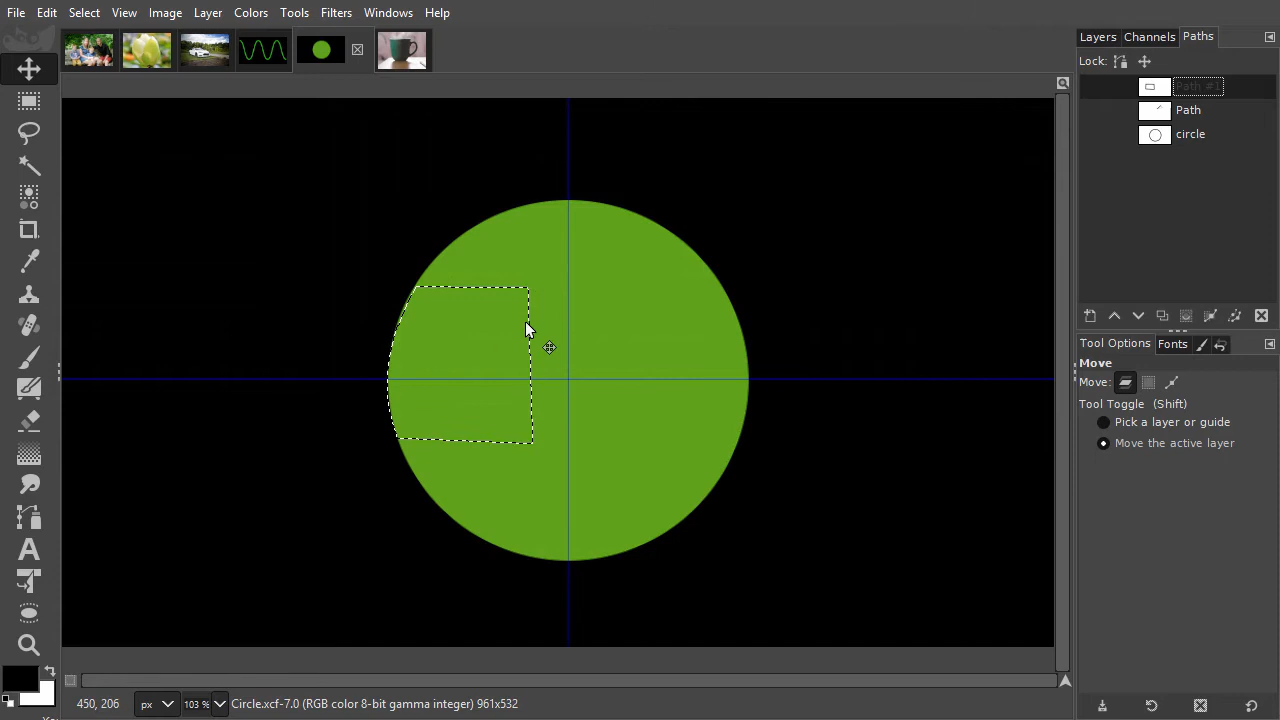 File Edit Select View Image Layer Colors Tools Filters Windows Help
Layers Channels Paths
Lock:
Path #1
Path
circle
Tool Options Fonts
Move
Move:
Tool Toggle (Shift)
Pick a layer or guide
Move the active layer
450, 206 px 103 % Circle.xcf-7.0 (RGB color 8-bit gamma integer) 961x532